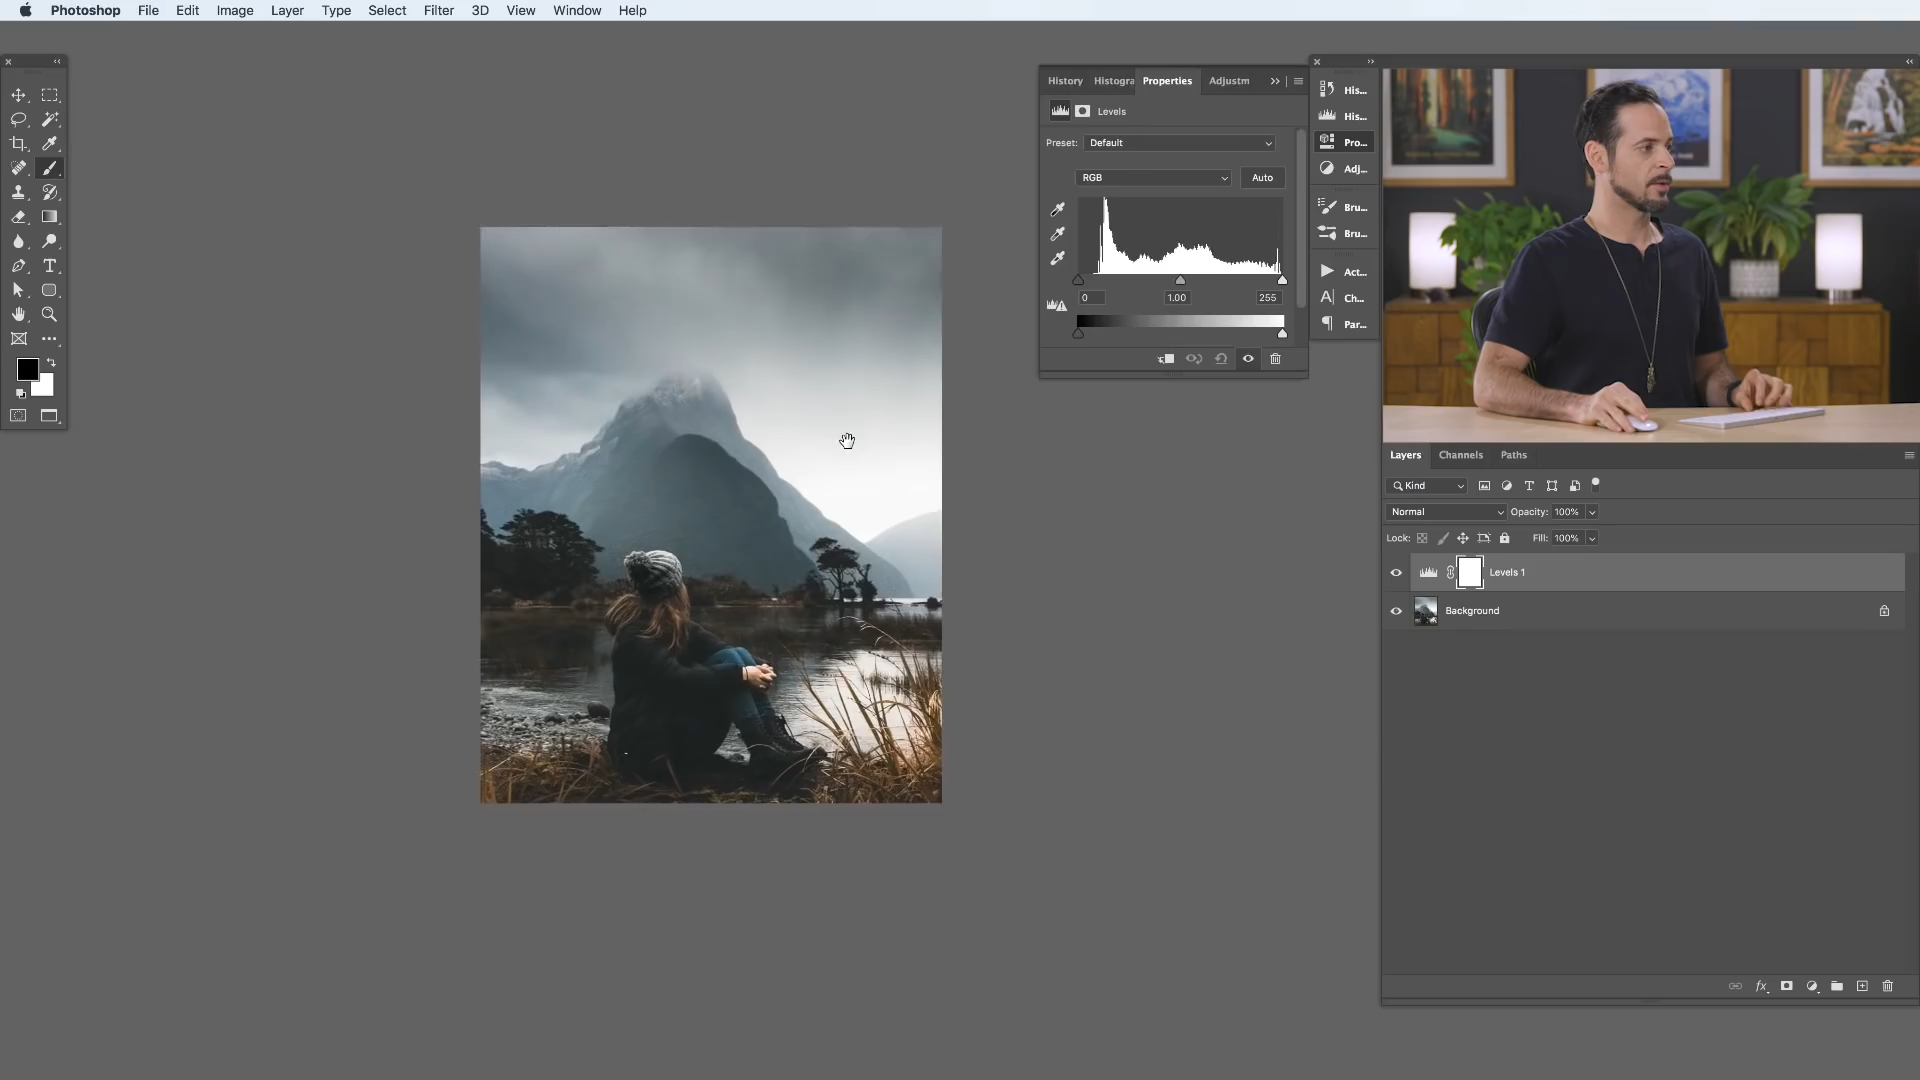 Photoshop File Edit Image Layer Type Select Filter 3D View Window Help
History Histogra Properties Adjustm
Levels
Preset: Default
RGB Auto
0 1.00 255
His...
His...
Pro...
Adj...
Bru...
Bru...
Act...
Ch...
Par...
Layers Channels Paths
Kind
Normal Opacity: 100%
Lock: Fill: 100%
Levels 1
Background
fx